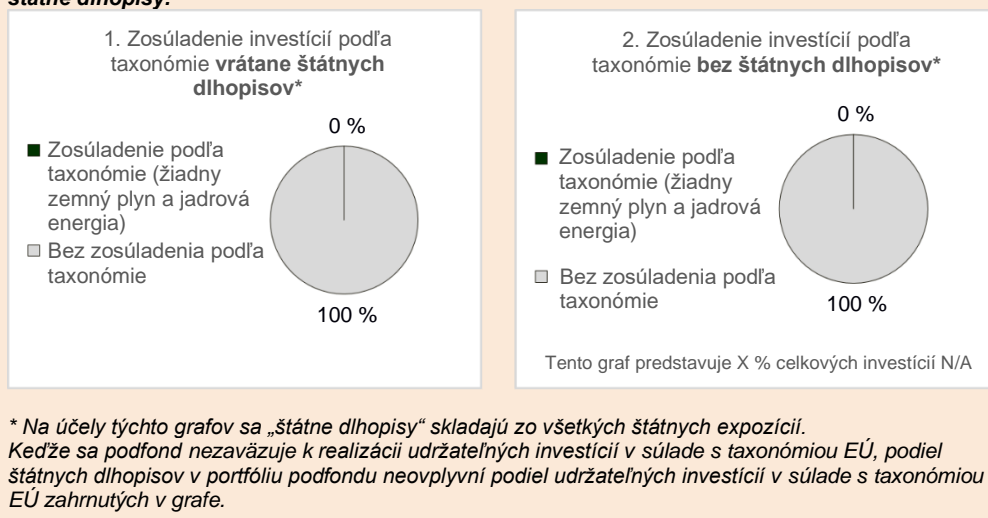 štátne dlhopisy.
1. Zosúladenie investícií podľa
taxonómie vrátane štátnych
dlhopisov*
0 %
Zosúladenie podľa
taxonómie (žiadny
zemný plyn a jadrová
energia)
Bez zosúladenia podľa
taxonómie
100 %
2. Zosúladenie investícií podľa
taxonómie bez štátnych dlhopisov*
0 %
Zosúladenie podľa
taxonómie (žiadny
zemný plyn a jadrová
energia)
Bez zosúladenia podľa
taxonómie
100 %
Tento graf predstavuje X % celkových investícií N/A
* Na účely týchto grafov sa „štátne dlhopisy“ skladajú zo všetkých štátnych expozícií.
Keďže sa podfond nezaväzuje k realizácii udržateľných investícií v súlade s taxonómiou EÚ, podiel
štátnych dlhopisov v portfóliu podfondu neovplyvní podiel udržateľných investícií v súlade s taxonómiou
EÚ zahrnutých v grafe.